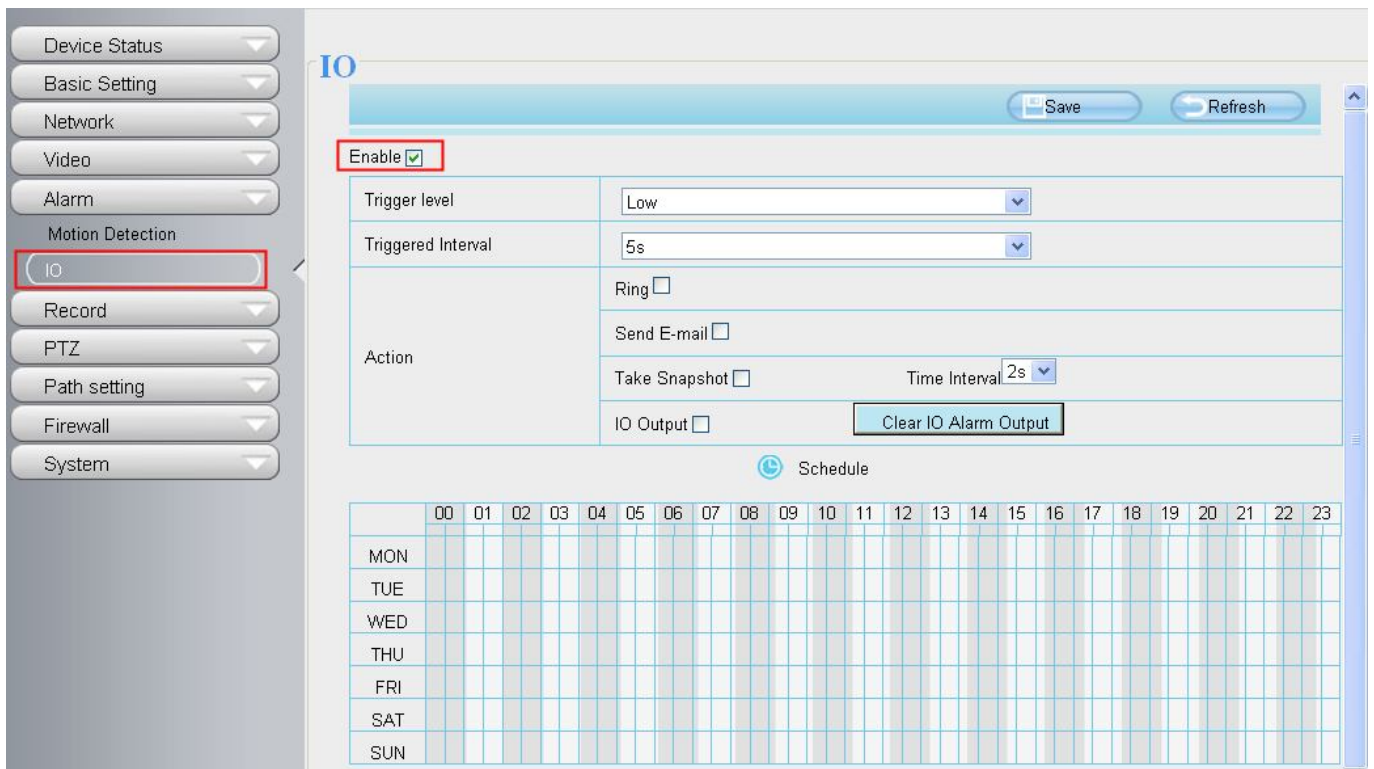 Device Status
Basic Setting
Network
Video
Alarm
Motion Detection
IO
Record
PTZ
Path setting
Firewall
System
IO
Save Refresh
Enable
Trigger level Low
Triggered Interval 5s
Action
Ring
Send E-mail
Take Snapshot Time Interval 2s
IO Output Clear IO Alarm Output
Schedule
00 01 02 03 04 05 06 07 08 09 10 11 12 13 14 15 16 17 18 19 20 21 22 23
MON
TUE
WED
THU
FRI
SAT
SUN